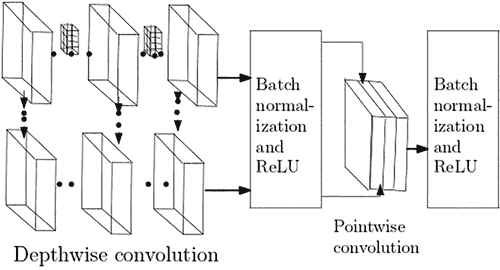 Batch
normal-
ization
and
ReLU
Batch
normal-
ization
and
ReLU
Pointwise
convolution
Depthwise convolution